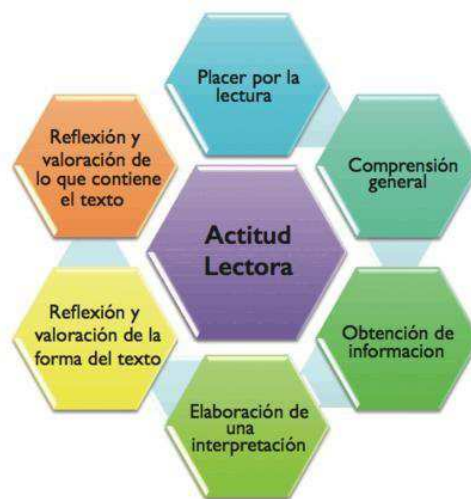 Placer por la
lectura
Comprensión
general
Obtención de
informacion
Elaboración de
una
interpretación
Reflexión y
valoración de la
forma del texto
Reflexión y
valoración de
lo que contiene
el texto
Actitud
Lectora